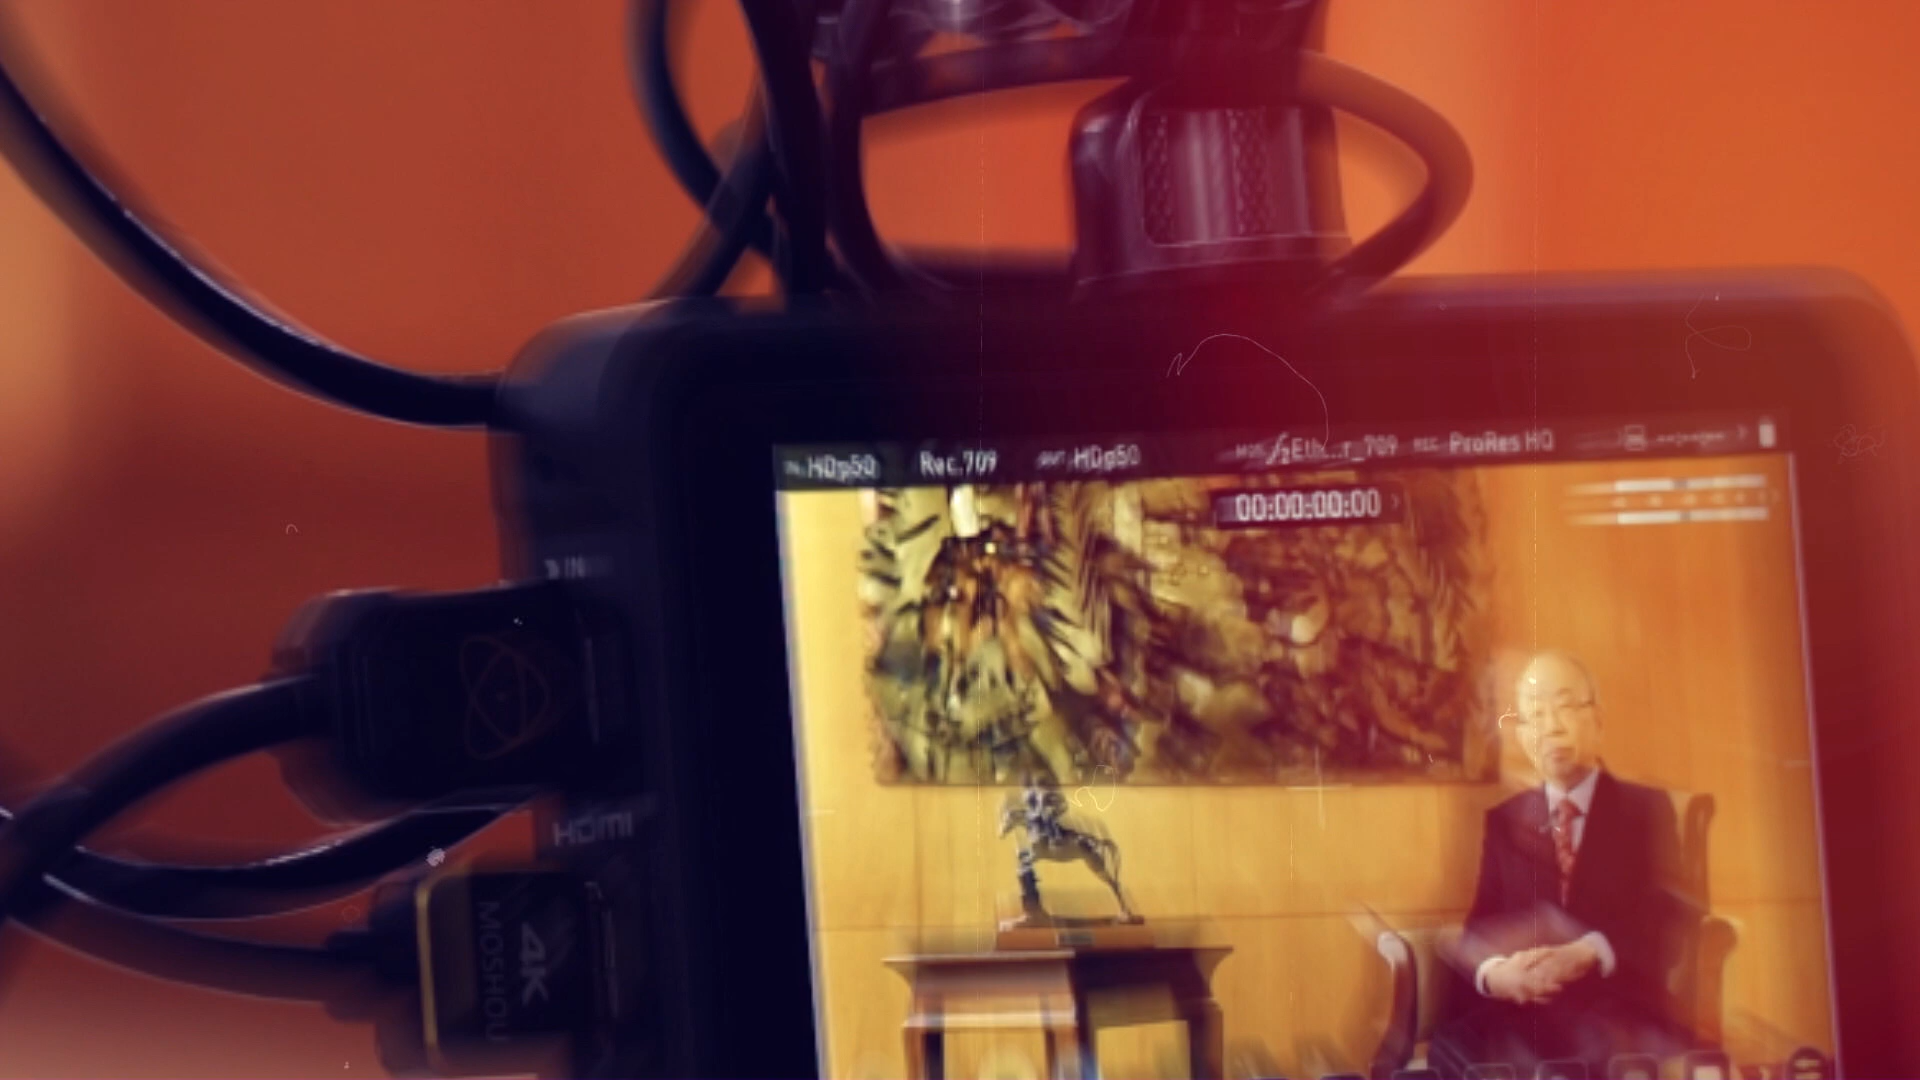 HDp50 Rec.709 HDp50 ProRes HQ
00:00:00:00
IN
HDMI
4K
MOSHOU